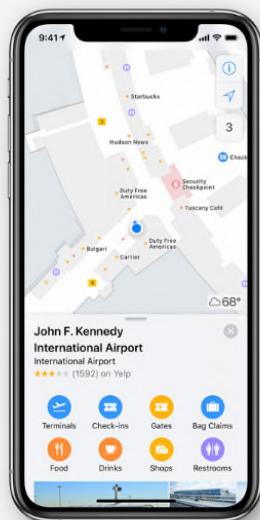 9:41
Starbucks
3
3
Hudson News
Check
Security
Checkpoint
Duty Free
Americas
Tuscany Café
Duty Free
Americas
Bulgari
Cartier
4
68°
John F. Kennedy
International Airport
International Airport
(1592) on Yelp
Terminals
Check-ins
Gates
Bag Claims
Food
Drinks
Shops
Restrooms